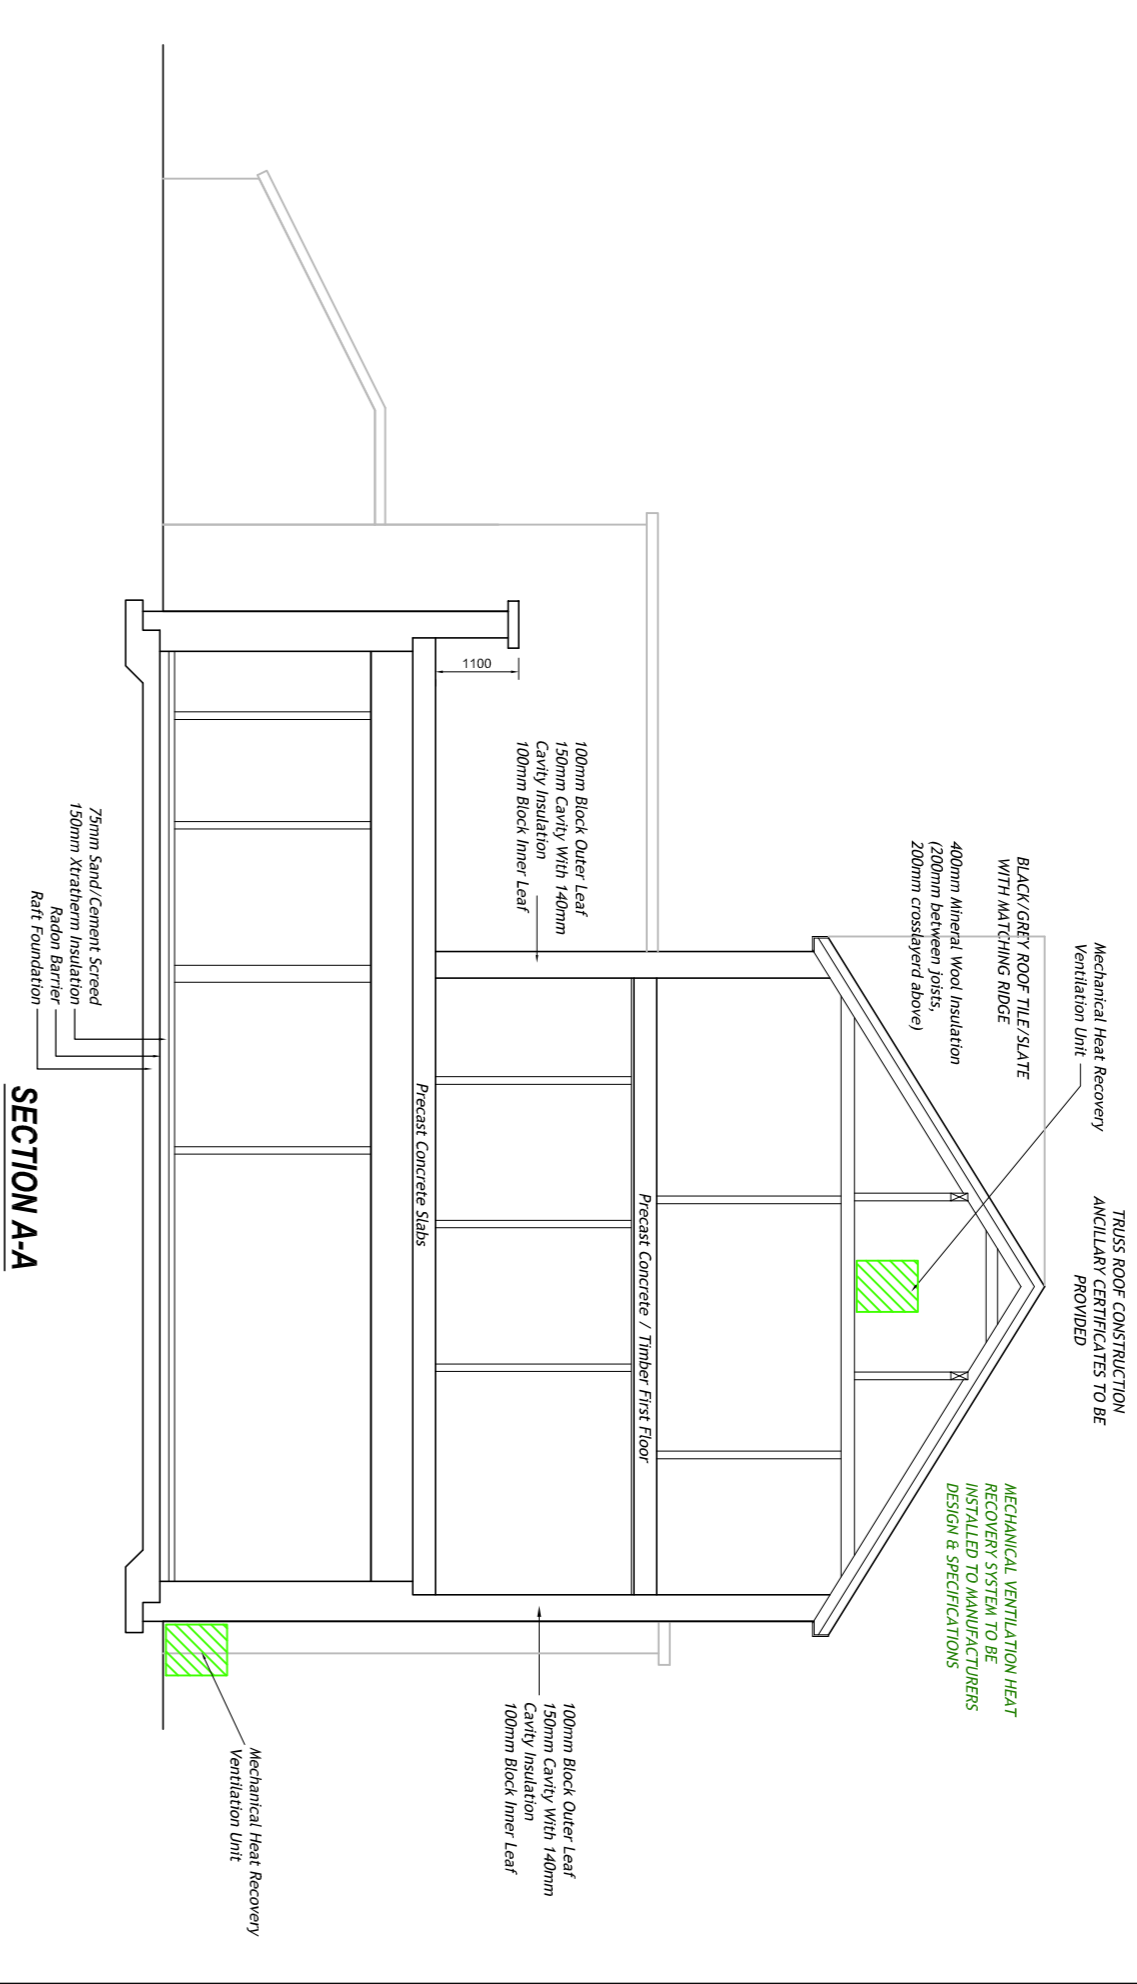 TRUSS ROOF CONSTRUCTION
ANCILLARY CERTIFICATES TO BE
PROVIDED
Mechanical Heat Recovery
Ventilation Unit
BLACK/GREY ROOF TILE/SLATE
WITH MATCHING RIDGE
400mm Mineral Wool Insulation
(200mm between joists,
200mm crosslayerd above)
MECHANICAL VENTILATION HEAT
RECOVERY SYSTEM TO BE
INSTALLED TO MANUFACTURERS
DESIGN & SPECIFICATIONS
Precast Concrete / Timber First Floor
100mm Block Outer Leaf
150mm Cavity With 140mm
Cavity Insulation
100mm Block Inner Leaf
100mm Block Outer Leaf
150mm Cavity With 140mm
Cavity Insulation
100mm Block Inner Leaf
1100
Precast Concrete Slabs
Mechanical Heat Recovery
Ventilation Unit
75mm Sand/Cement Screed
150mm Xtratherm Insulation
Radon Barrier
Raft Foundation
SECTION A-A